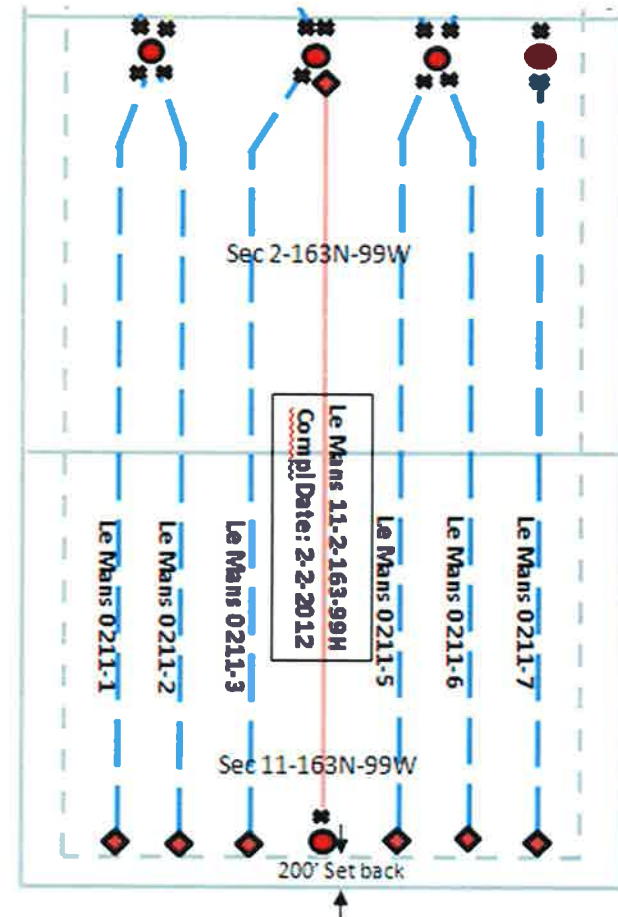 Sec 2-163N-99W
Le Mans 11-2-163-99H
Compl Date: 2-2-2012
Le Mans 0211-1
Le Mans 0211-2
Le Mans 0211-3
Le Mans 0211-5
Le Mans 0211-6
Le Mans 0211-7
Sec 11-163N-99W
200' Set back